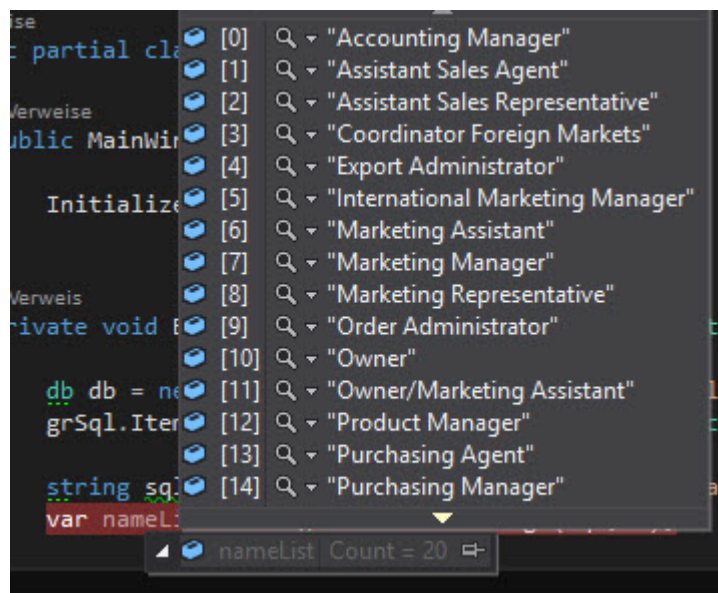 ise
partial cla
[0] "Accounting Manager"
[1] "Assistant Sales Agent"
Verweise
[2] "Assistant Sales Representative"
ublic MainWin
[3] "Coordinator Foreign Markets"
[4] "Export Administrator"
Initialize
[5] "International Marketing Manager"
[6] "Marketing Assistant"
[7] "Marketing Manager"
Verweis
[8] "Marketing Representative"
rivate void
[9] "Order Administrator"
[10] "Owner"
db db = ne
[11] "Owner/Marketing Assistant"
grSql.Iter
[12] "Product Manager"
[13] "Purchasing Agent"
string sql
[14] "Purchasing Manager"
var nameLi
nameList Count = 20